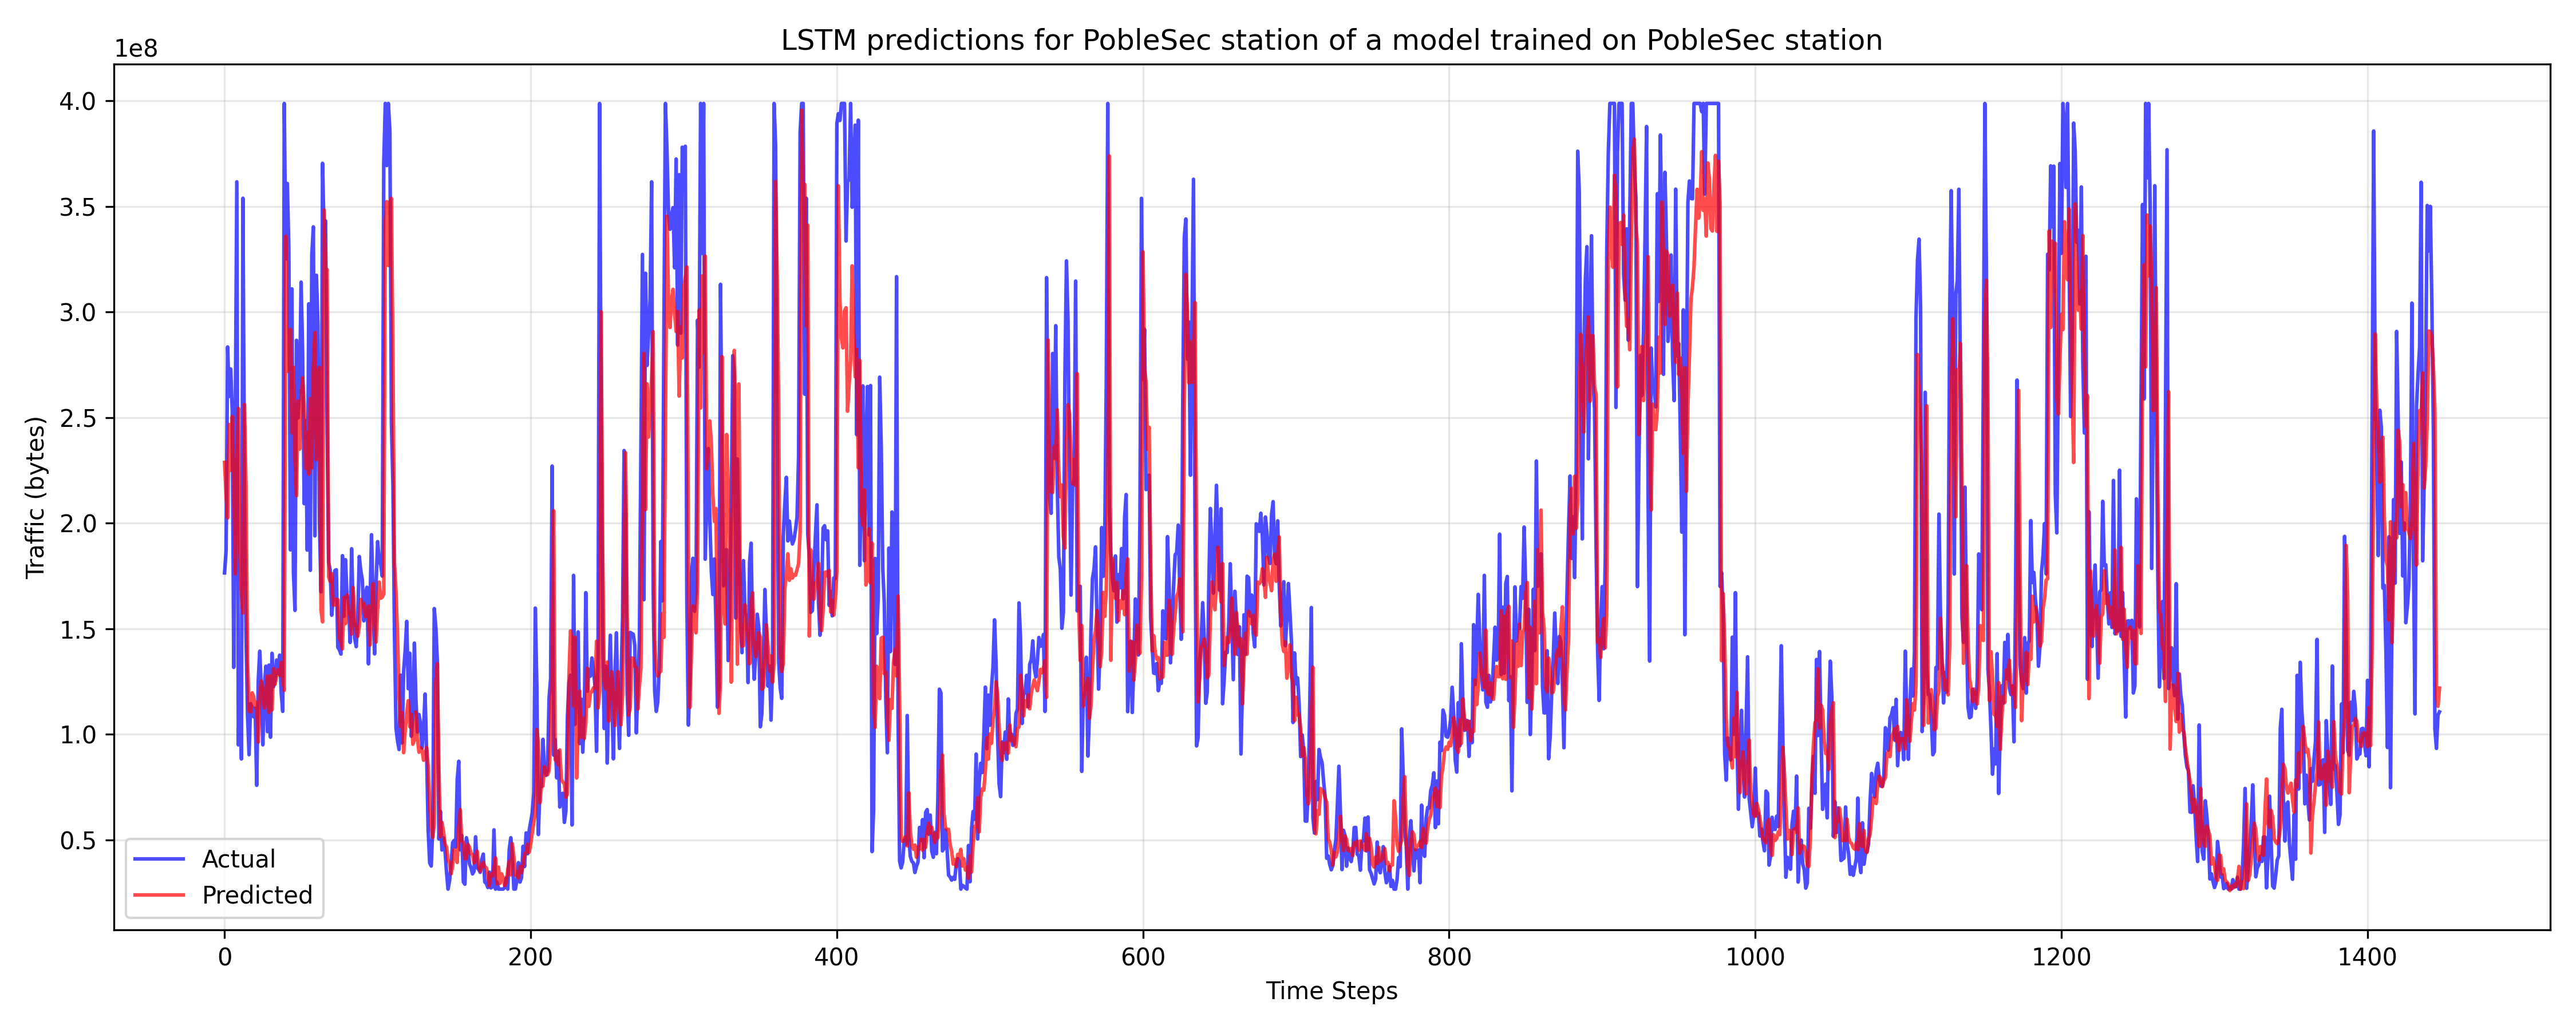 LSTM predictions for PobleSec station of a model trained on PobleSec station
1e8
4.0
3.5
3.0
2.5
2.0
1.5
1.0
0.5
Traffic (bytes)
Actual
Predicted
0 200 400 600 800 1000 1200 1400
Time Steps